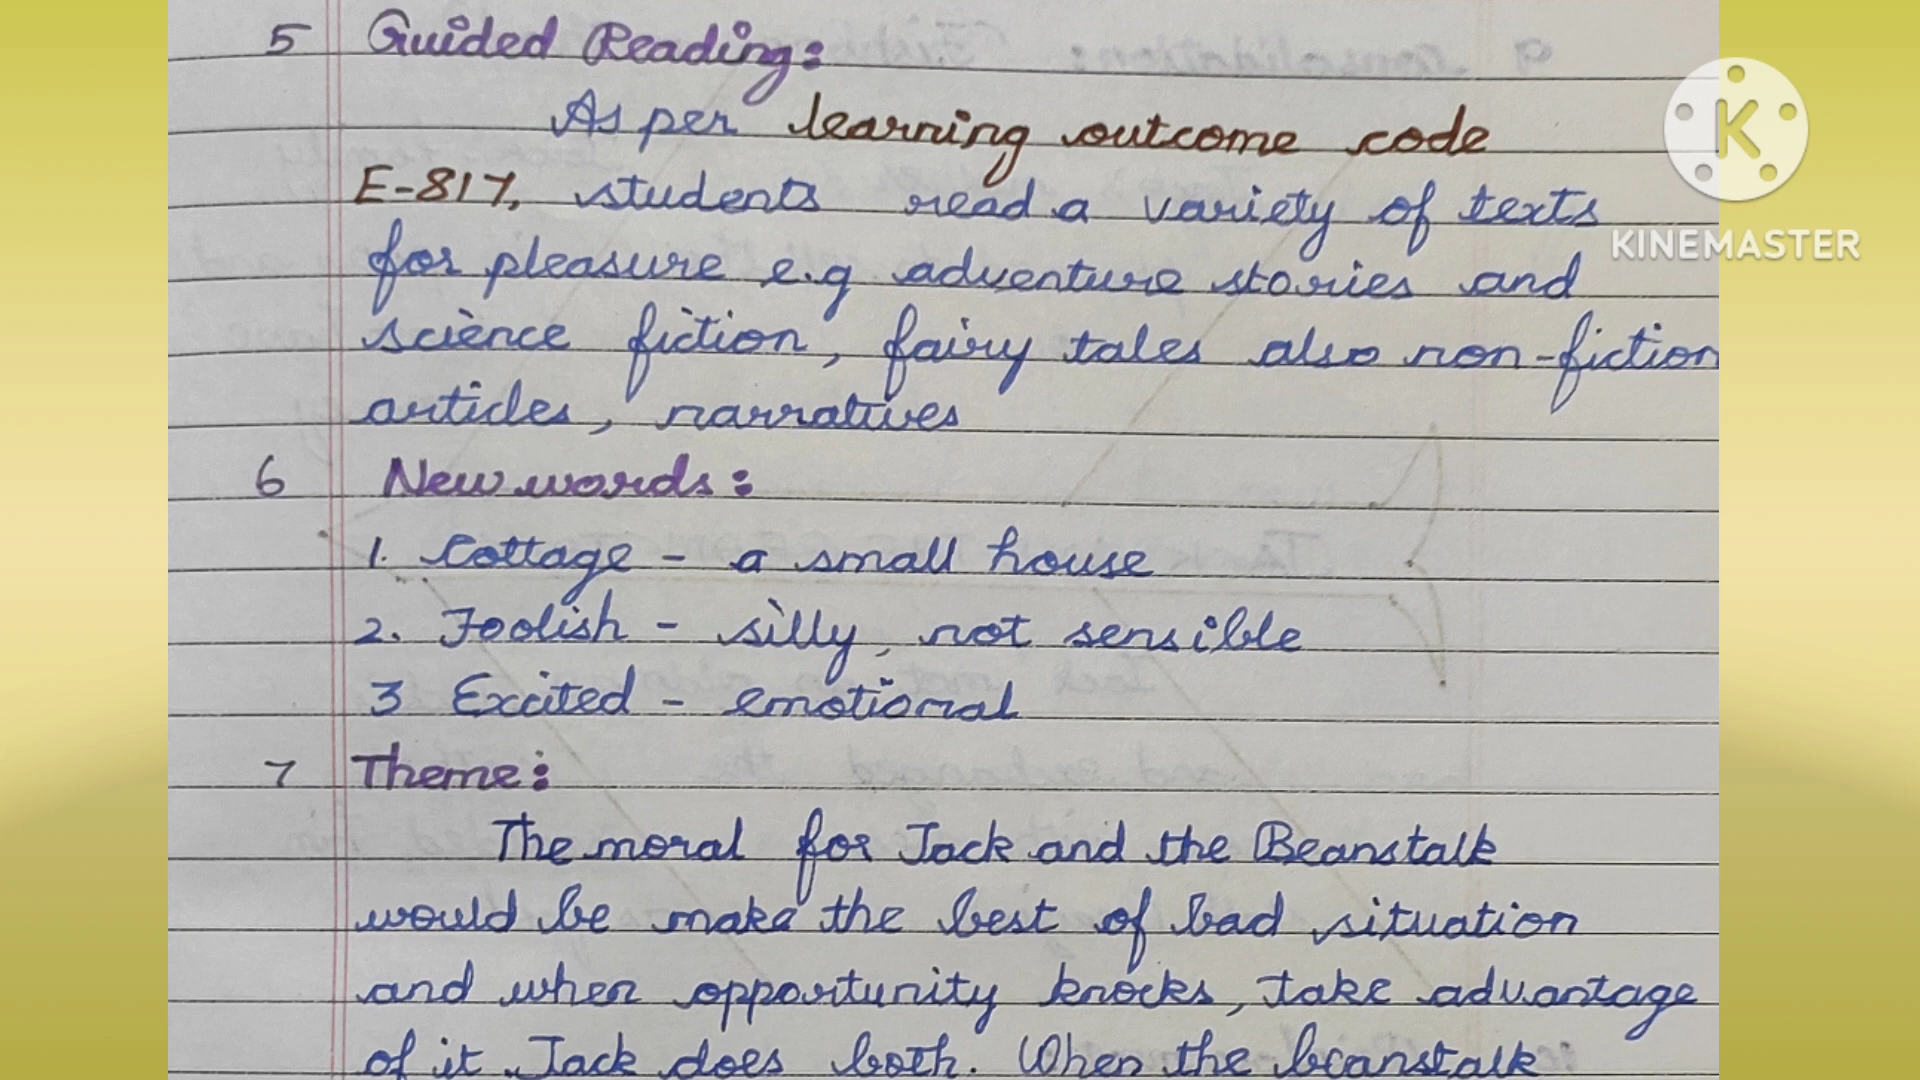 5 Guided Reading:
As per learning outcome code
E-817, students read a variety of texts
for pleasure e.g adventure stories and
science fiction, fairy tales also non-fiction
articles, narratives
6 New words:
1. Cottage - a small house
2. Foolish - silly, not sensible
3 Excited - emotional
7 Theme:
The moral for Jack and the Beanstalk
would be make the best of bad situation
and when opportunity knocks, take advantage
of it. Jack does both. When the beanstalk
K
KINEMASTER